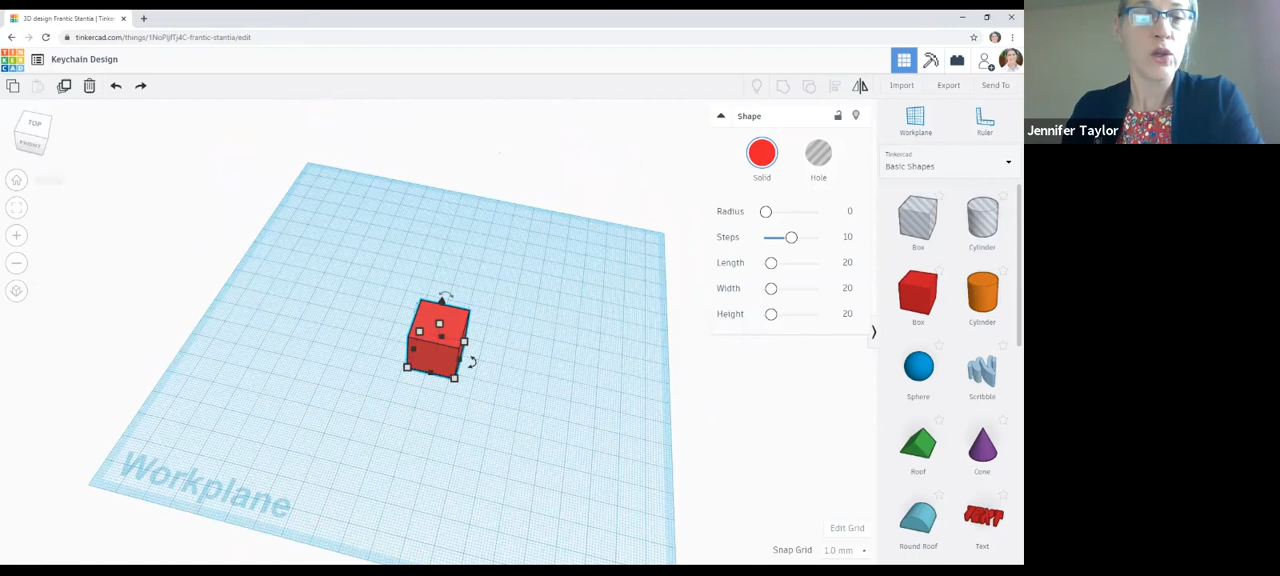 3D design Frantic Stantia | Tinke
tinkercad.com/things/1NoPljfTj4C-frantic-stantia/edit
TIN
KER
CAD
Keychain Design
Import
Export
Send To
TOP
FRONT
Shape
Solid
Hole
Radius 0
Steps 10
Length 20
Width 20
Height 20
Workplane
Ruler
Tinkercad
Basic Shapes
Box
Cylinder
Box
Cylinder
Sphere
Scribble
Roof
Cone
TEXT
Round Roof
Text
Workplane
Edit Grid
Snap Grid 1.0 mm
Jennifer Taylor